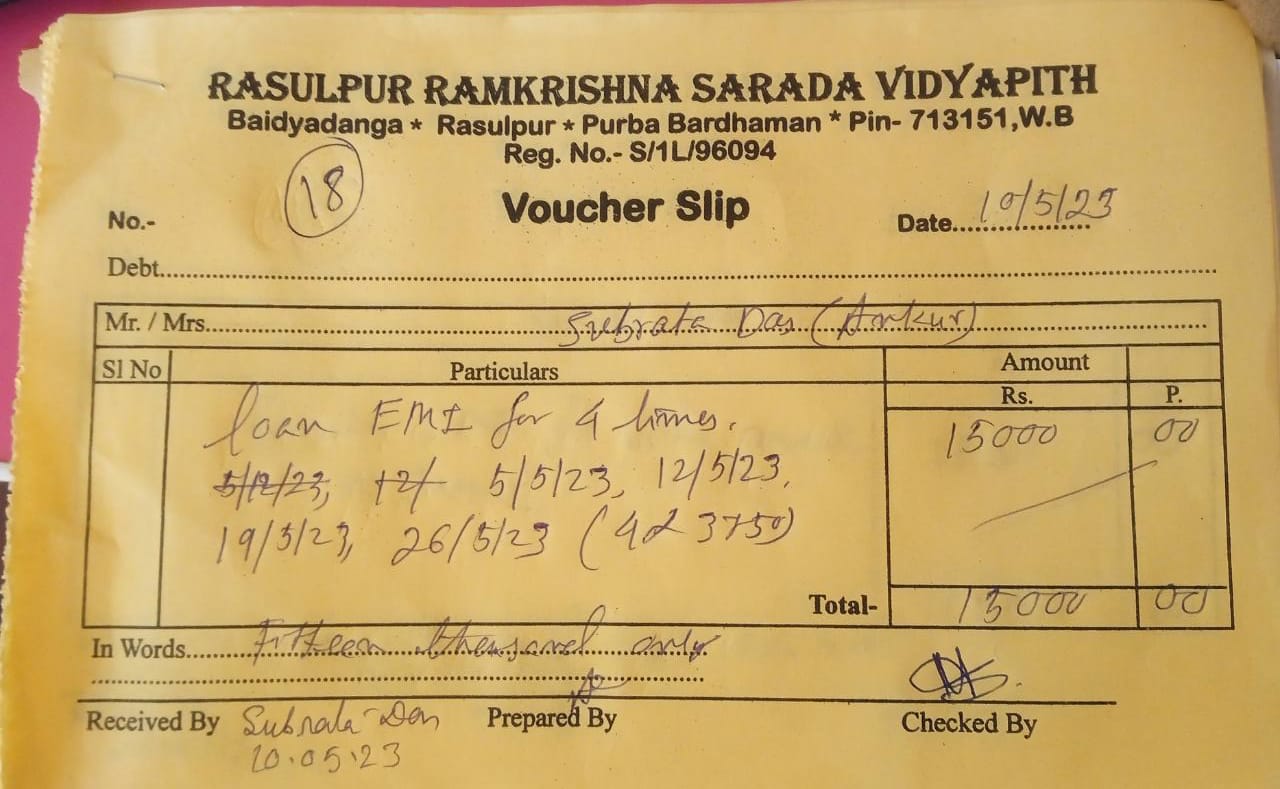 RASULPUR RAMKRISHNA SARADA VIDYAPITH
Baidyadanga * Rasulpur * Purba Bardhaman * Pin- 713151,W.B
Reg. No.- S/1L/96094
No.- 18 Voucher Slip Date 10/5/23
Debt
Mr. / Mrs. Subrata Das (Ankur)
Sl No Particulars Amount
Rs. P.
loan EMI for 4 times. 15000 00
5/12/23, 12/ 5/5/23, 12/5/23,
19/5/23, 26/5/23 (4 x 3750)
Total- 15000 00
In Words Fifteen thousand only
Received By Subrata Das Prepared By Checked By
10.05.23